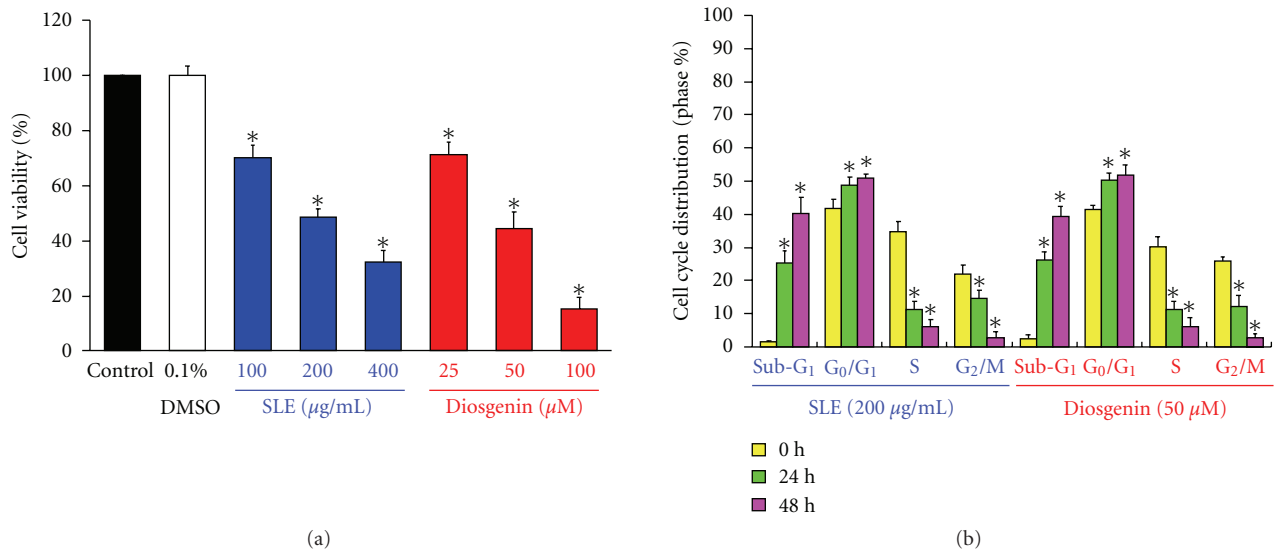 Cell viability (%)
120
100
80
60
40
20
0
* * * * * *
Control 0.1% 100 200 400 25 50 100
DMSO SLE (µg/mL) Diosgenin (µM)
(a)
Cell cycle distribution (phase %)
100
90
80
70
60
50
40
30
20
10
0
* * * * * * * * * * * * * * * *
Sub-G₁ G₀/G₁ S G₂/M Sub-G₁ G₀/G₁ S G₂/M
SLE (200 µg/mL) Diosgenin (50 µM)
0 h
24 h
48 h
(b)